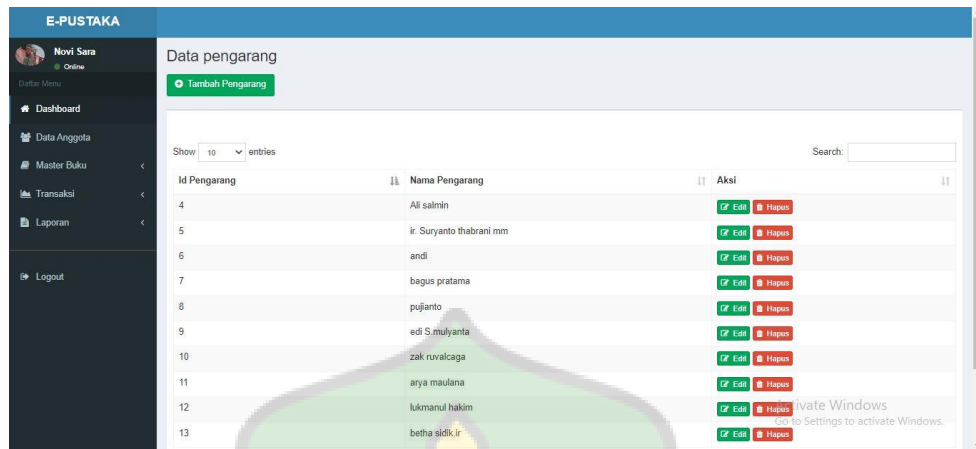 E-PUSTAKA
Novi Sara
Online
Daftar Menu
Dashboard
Data Anggota
Master Buku
Transaksi
Laporan
Logout
Data pengarang
Tambah Pengarang
Show 10 entries
Search:
Id Pengarang Nama Pengarang Aksi
4 Ali salmin Edit Hapus
5 ir. Suryanto thabrani mm Edit Hapus
6 andi Edit Hapus
7 bagus pratama Edit Hapus
8 pujianto Edit Hapus
9 edi S.mulyanta Edit Hapus
10 zak ruvalcaga Edit Hapus
11 arya maulana Edit Hapus
12 lukmanul hakim Edit Hapus
13 betha sidik,ir Edit Hapus
Activate Windows
Go to Settings to activate Windows.